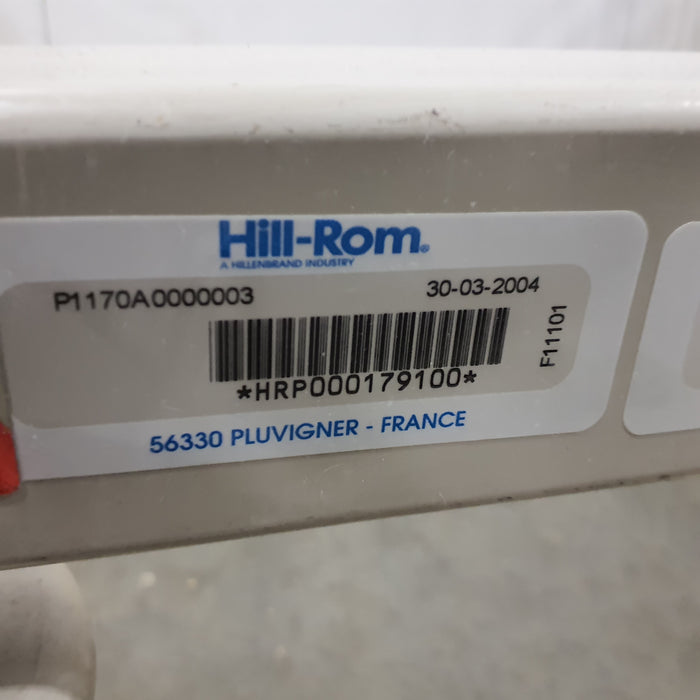 Hill-Rom®
A HILLENBRAND INDUSTRY
P1170A0000003
30-03-2004
F11101
*HRP000179100*
56330 PLUVIGNER - FRANCE